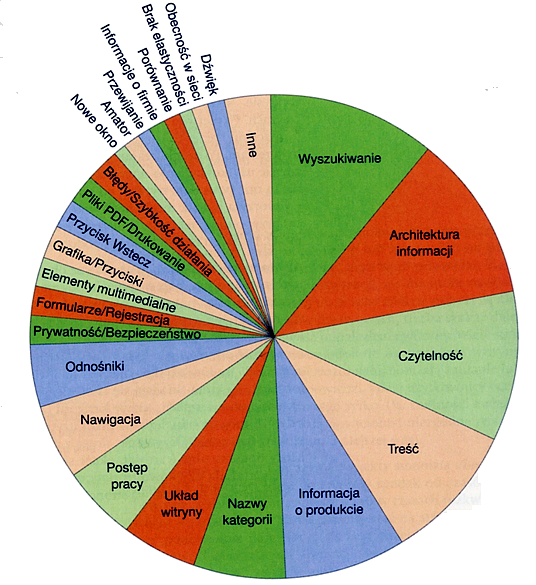 Nowe okno
Amator
Przewijanie
Informacje o firmie
Porównanie
Brak elastyczności
Obecność w sieci
Dźwięk
Inne
Wyszukiwanie
Architektura
informacji
Czytelność
Treść
Informacja
o produkcie
Nazwy
kategorii
Układ
witryny
Postęp
pracy
Nawigacja
Odnośniki
Prywatność/Bezpieczeństwo
Formularze/Rejestracja
Elementy multimedialne
Grafika/Przyciski
Przycisk Wstecz
Pliki PDF/Drukowanie
Błędy/Szybkość działania